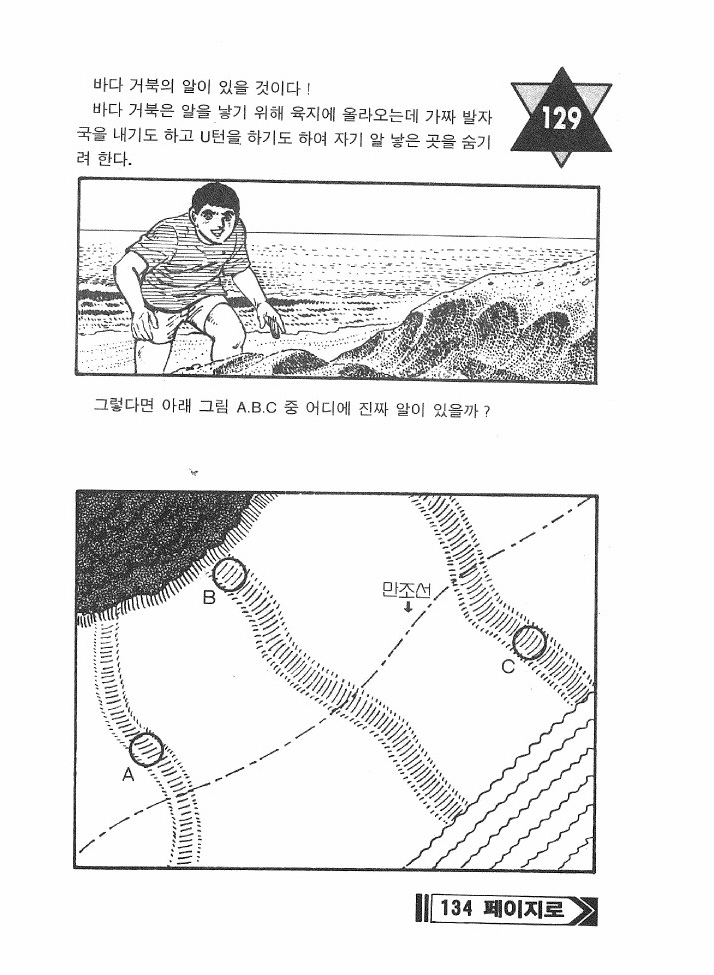 바다 거북의 알이 있을 것이다!
129
바다 거북은 알을 낳기 위해 육지에 올라오는데 가짜 발자
국을 내기도 하고 U턴을 하기도 하여 자기 알 낳은 곳을 숨기
려 한다.
그렇다면 아래 그림 A.B.C 중 어디에 진짜 알이 있을까?
만조선
B
C
A
134 페이지로